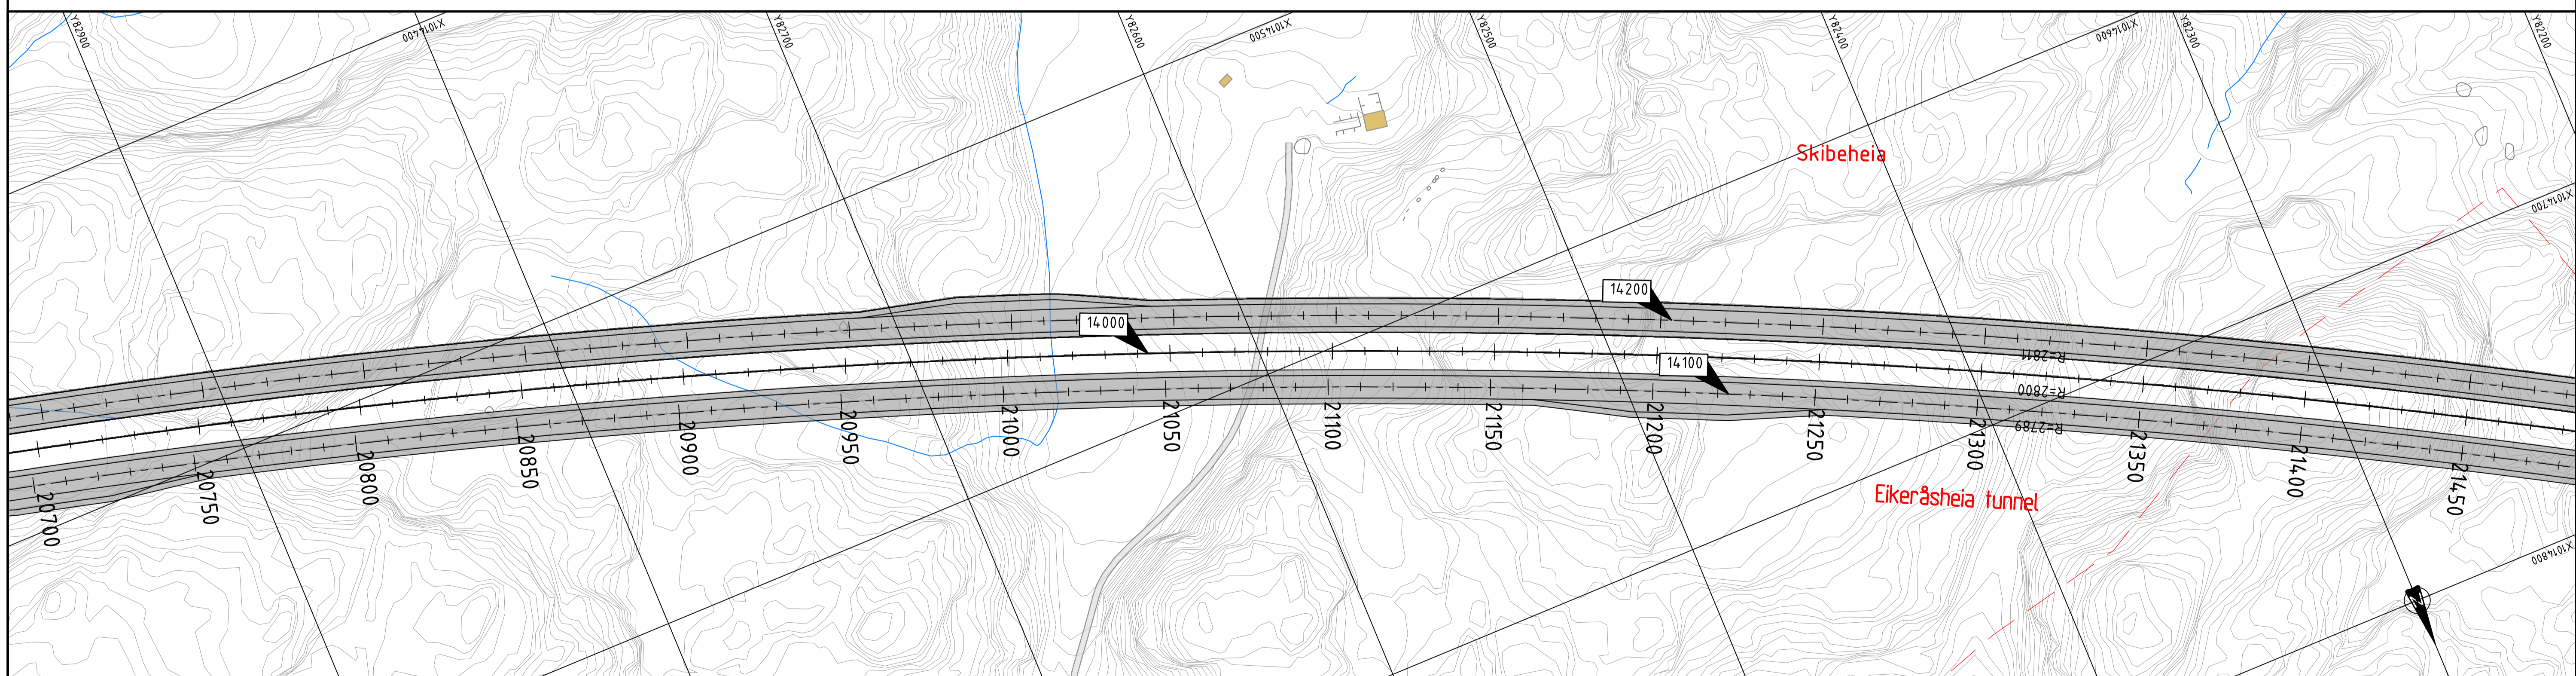 Y82900
X1014400
Y82700
Y82600
X1014500
Y82500
Y82400
X1014600
Y82300
Y82200
Skibeheia
X1014700
14200
14000
14100
R=2811
R=2800
R=2789
20700
20750
20800
20850
20900
20950
21000
21050
21100
21150
21200
21250
21300
21350
21400
21450
Eikeråsheia tunnel
X1014800
N